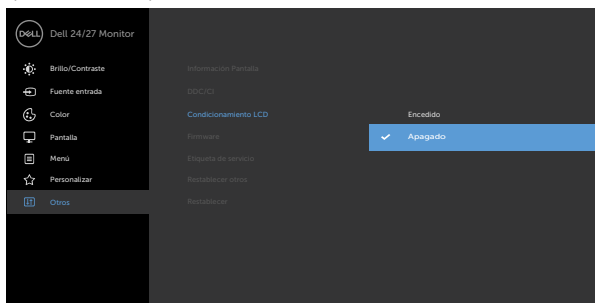 DELL Dell 24/27 Monitor
Brillo/Contraste
Información Pantalla
Fuente entrada
DDC/CI
Color
Condicionamiento LCD
Encedido
Pantalla
Firmware
Apagado
Menú
Etiqueta de servicio
Personalizar
Restablecer otros
Otros
Restablecer